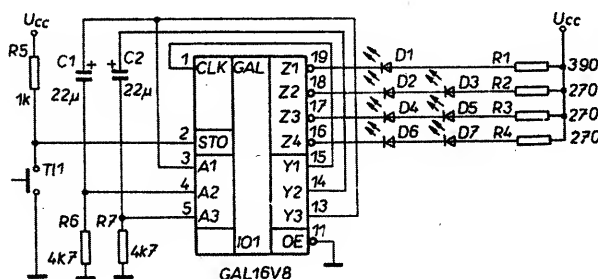 Ucc
R5
1k
C1 +
22µ
+ C2
22µ
1 CLK GAL Z1 19
D1
R1
390
Ucc
Z2 18
D2 D3
R2
270
Z3 17
D4 D5
R3
270
2 STO Z4 16
D6 D7
R4
270
Tl1
3 A1 Y1 15
4 A2 Y2 14
5 A3 Y3 13
R6
4k7
R7
4k7
IO1 OE 11
GAL16V8